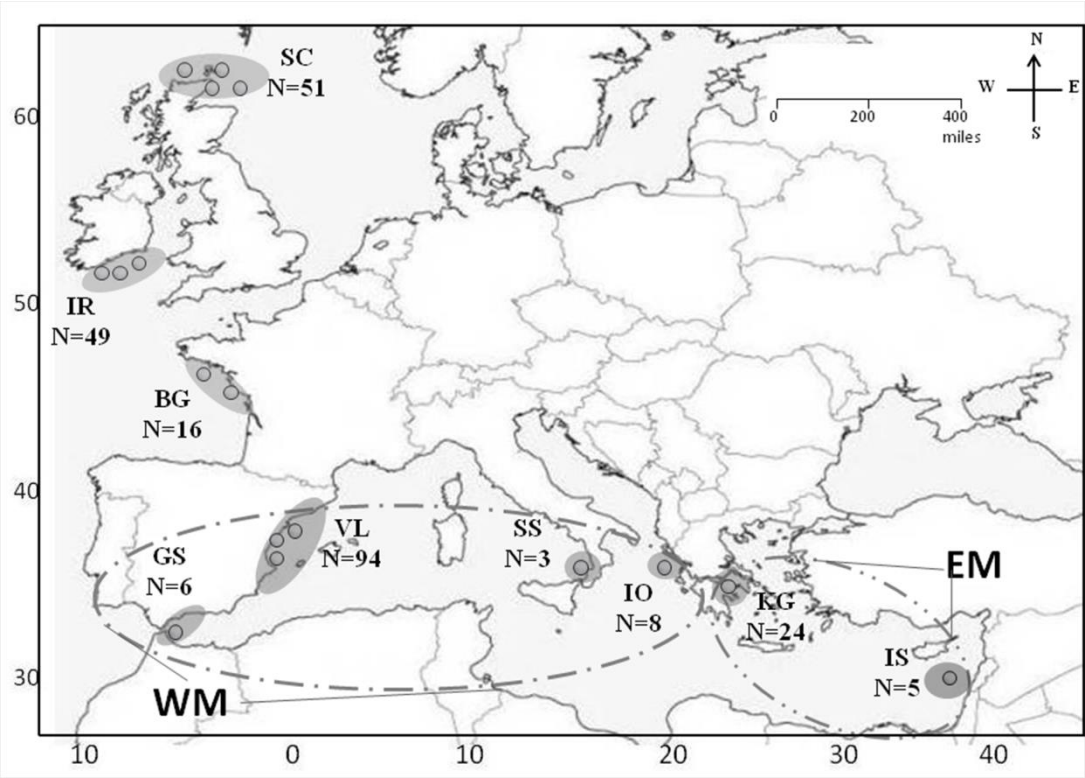 SC
N=51
N
W E
S
0 200 400
miles
60
50
40
30
IR
N=49
BG
N=16
VL
N=94
GS
N=6
SS
N=3
IO
N=8
KG
N=24
EM
IS
N=5
WM
10 0 10 20 30 40